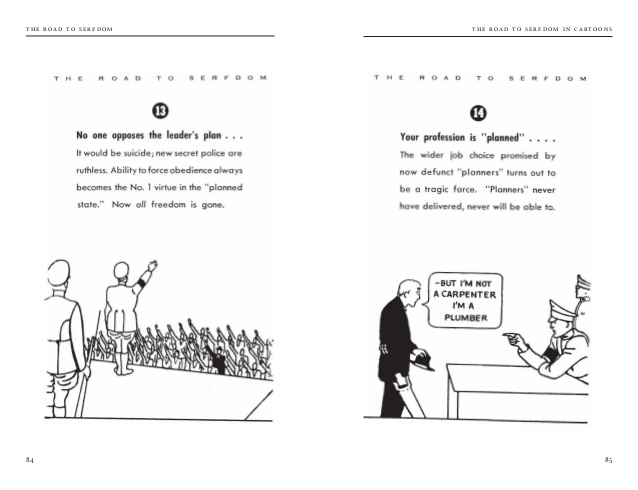 THE ROAD TO SERFDOM
THE ROAD TO SERFDOM
13
No one opposes the leader's plan . . .
It would be suicide; new secret police are
ruthless. Ability to force obedience always
becomes the No. 1 virtue in the "planned
state." Now all freedom is gone.
84
THE ROAD TO SERFDOM IN CARTOONS
THE ROAD TO SERFDOM
14
Your profession is "planned" . . . .
The wider job choice promised by
now defunct "planners" turns out to
be a tragic farce. "Planners" never
have delivered, never will be able to.
-BUT I'M NOT
A CARPENTER
I'M A
PLUMBER
85